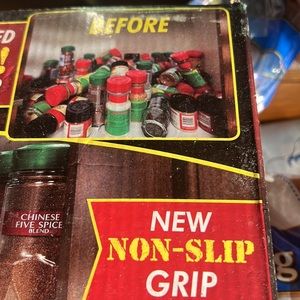 ED
!
BEFORE
CHINESE
FIVE SPICE
BLEND
NEW
NON-SLIP
GRIP